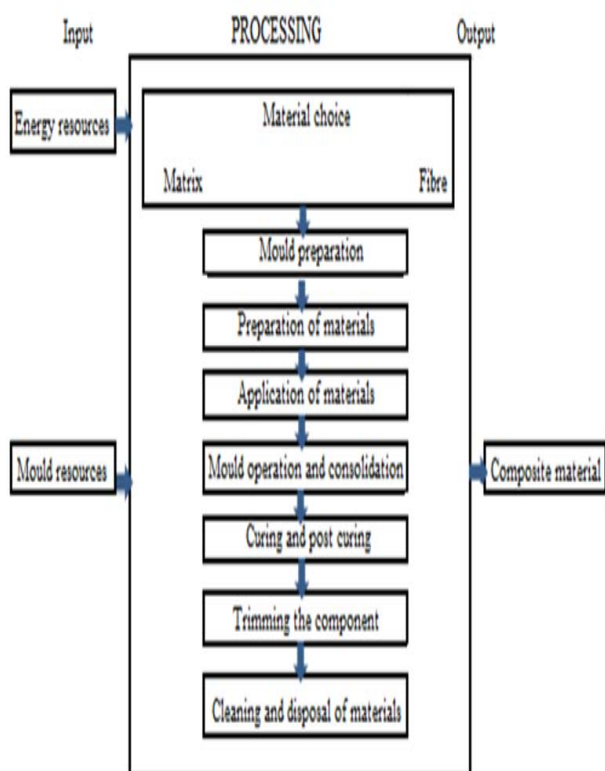 Input PROCESSING Output
Energy resources
Material choice
Matrix Fibre
Mould preparation
Preparation of materials
Application of materials
Mould resources
Mould operation and consolidation
Composite material
Curing and post curing
Trimming the component
Cleaning and disposal of materials